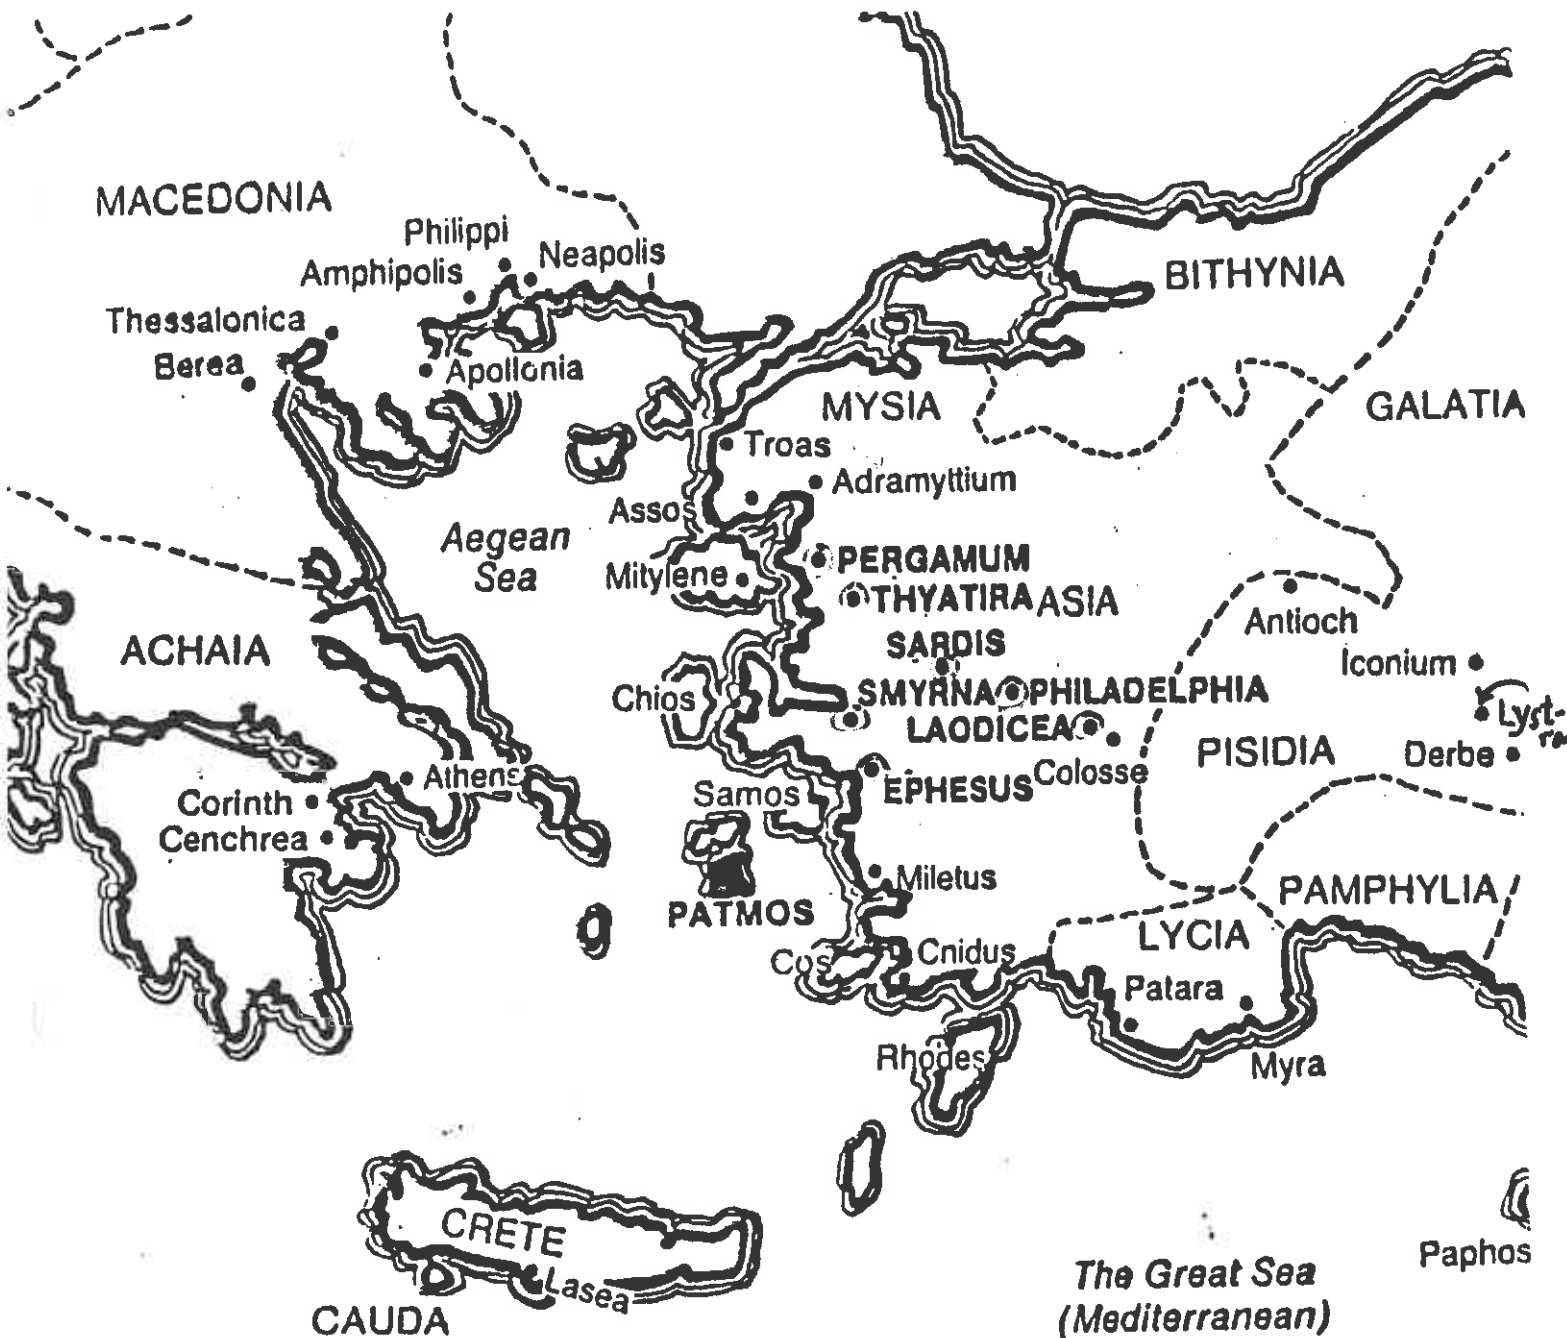 MACEDONIA
Philippi
Neapolis
Amphipolis
BITHYNIA
Thessalonica
Berea
Apollonia
MYSIA
GALATIA
Troas
Adramyttium
Assos
Aegean
Sea
Mitylene
PERGAMUM
THYATIRA ASIA
Antioch
ACHAIA
SARDIS
Iconium
Chios
SMYRNA PHILADELPHIA
LAODICEA
Lyst-
ra
PISIDIA
Derbe
Athens
Colosse
EPHESUS
Samos
Corinth
Cenchrea
Miletus
PAMPHYLIA
PATMOS
LYCIA
Cos
Cnidus
Patara
Rhodes
Myra
CRETE
Lasea
Paphos
The Great Sea
(Mediterranean)
CAUDA